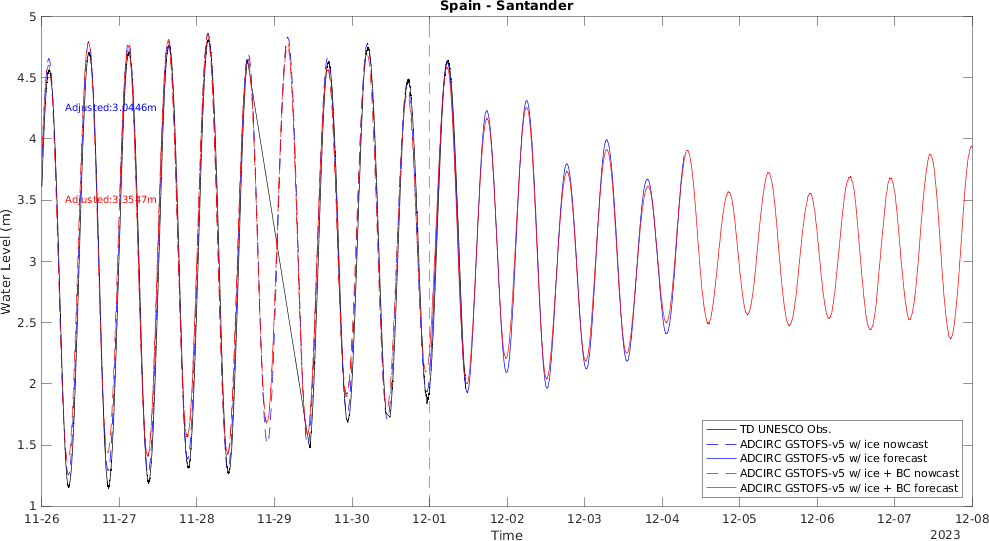 Spain - Santander
5
4.5
4
3.5
3
2.5
2
1.5
1
Water Level (m)
Adjusted:3.0446m
Adjusted:3.3547m
TD UNESCO Obs.
ADCIRC GSTOFS-v5 w/ ice nowcast
ADCIRC GSTOFS-v5 w/ ice forecast
ADCIRC GSTOFS-v5 w/ ice + BC nowcast
ADCIRC GSTOFS-v5 w/ ice + BC forecast
11-26 11-27 11-28 11-29 11-30 12-01 12-02 12-03 12-04 12-05 12-06 12-07 12-08
Time
2023